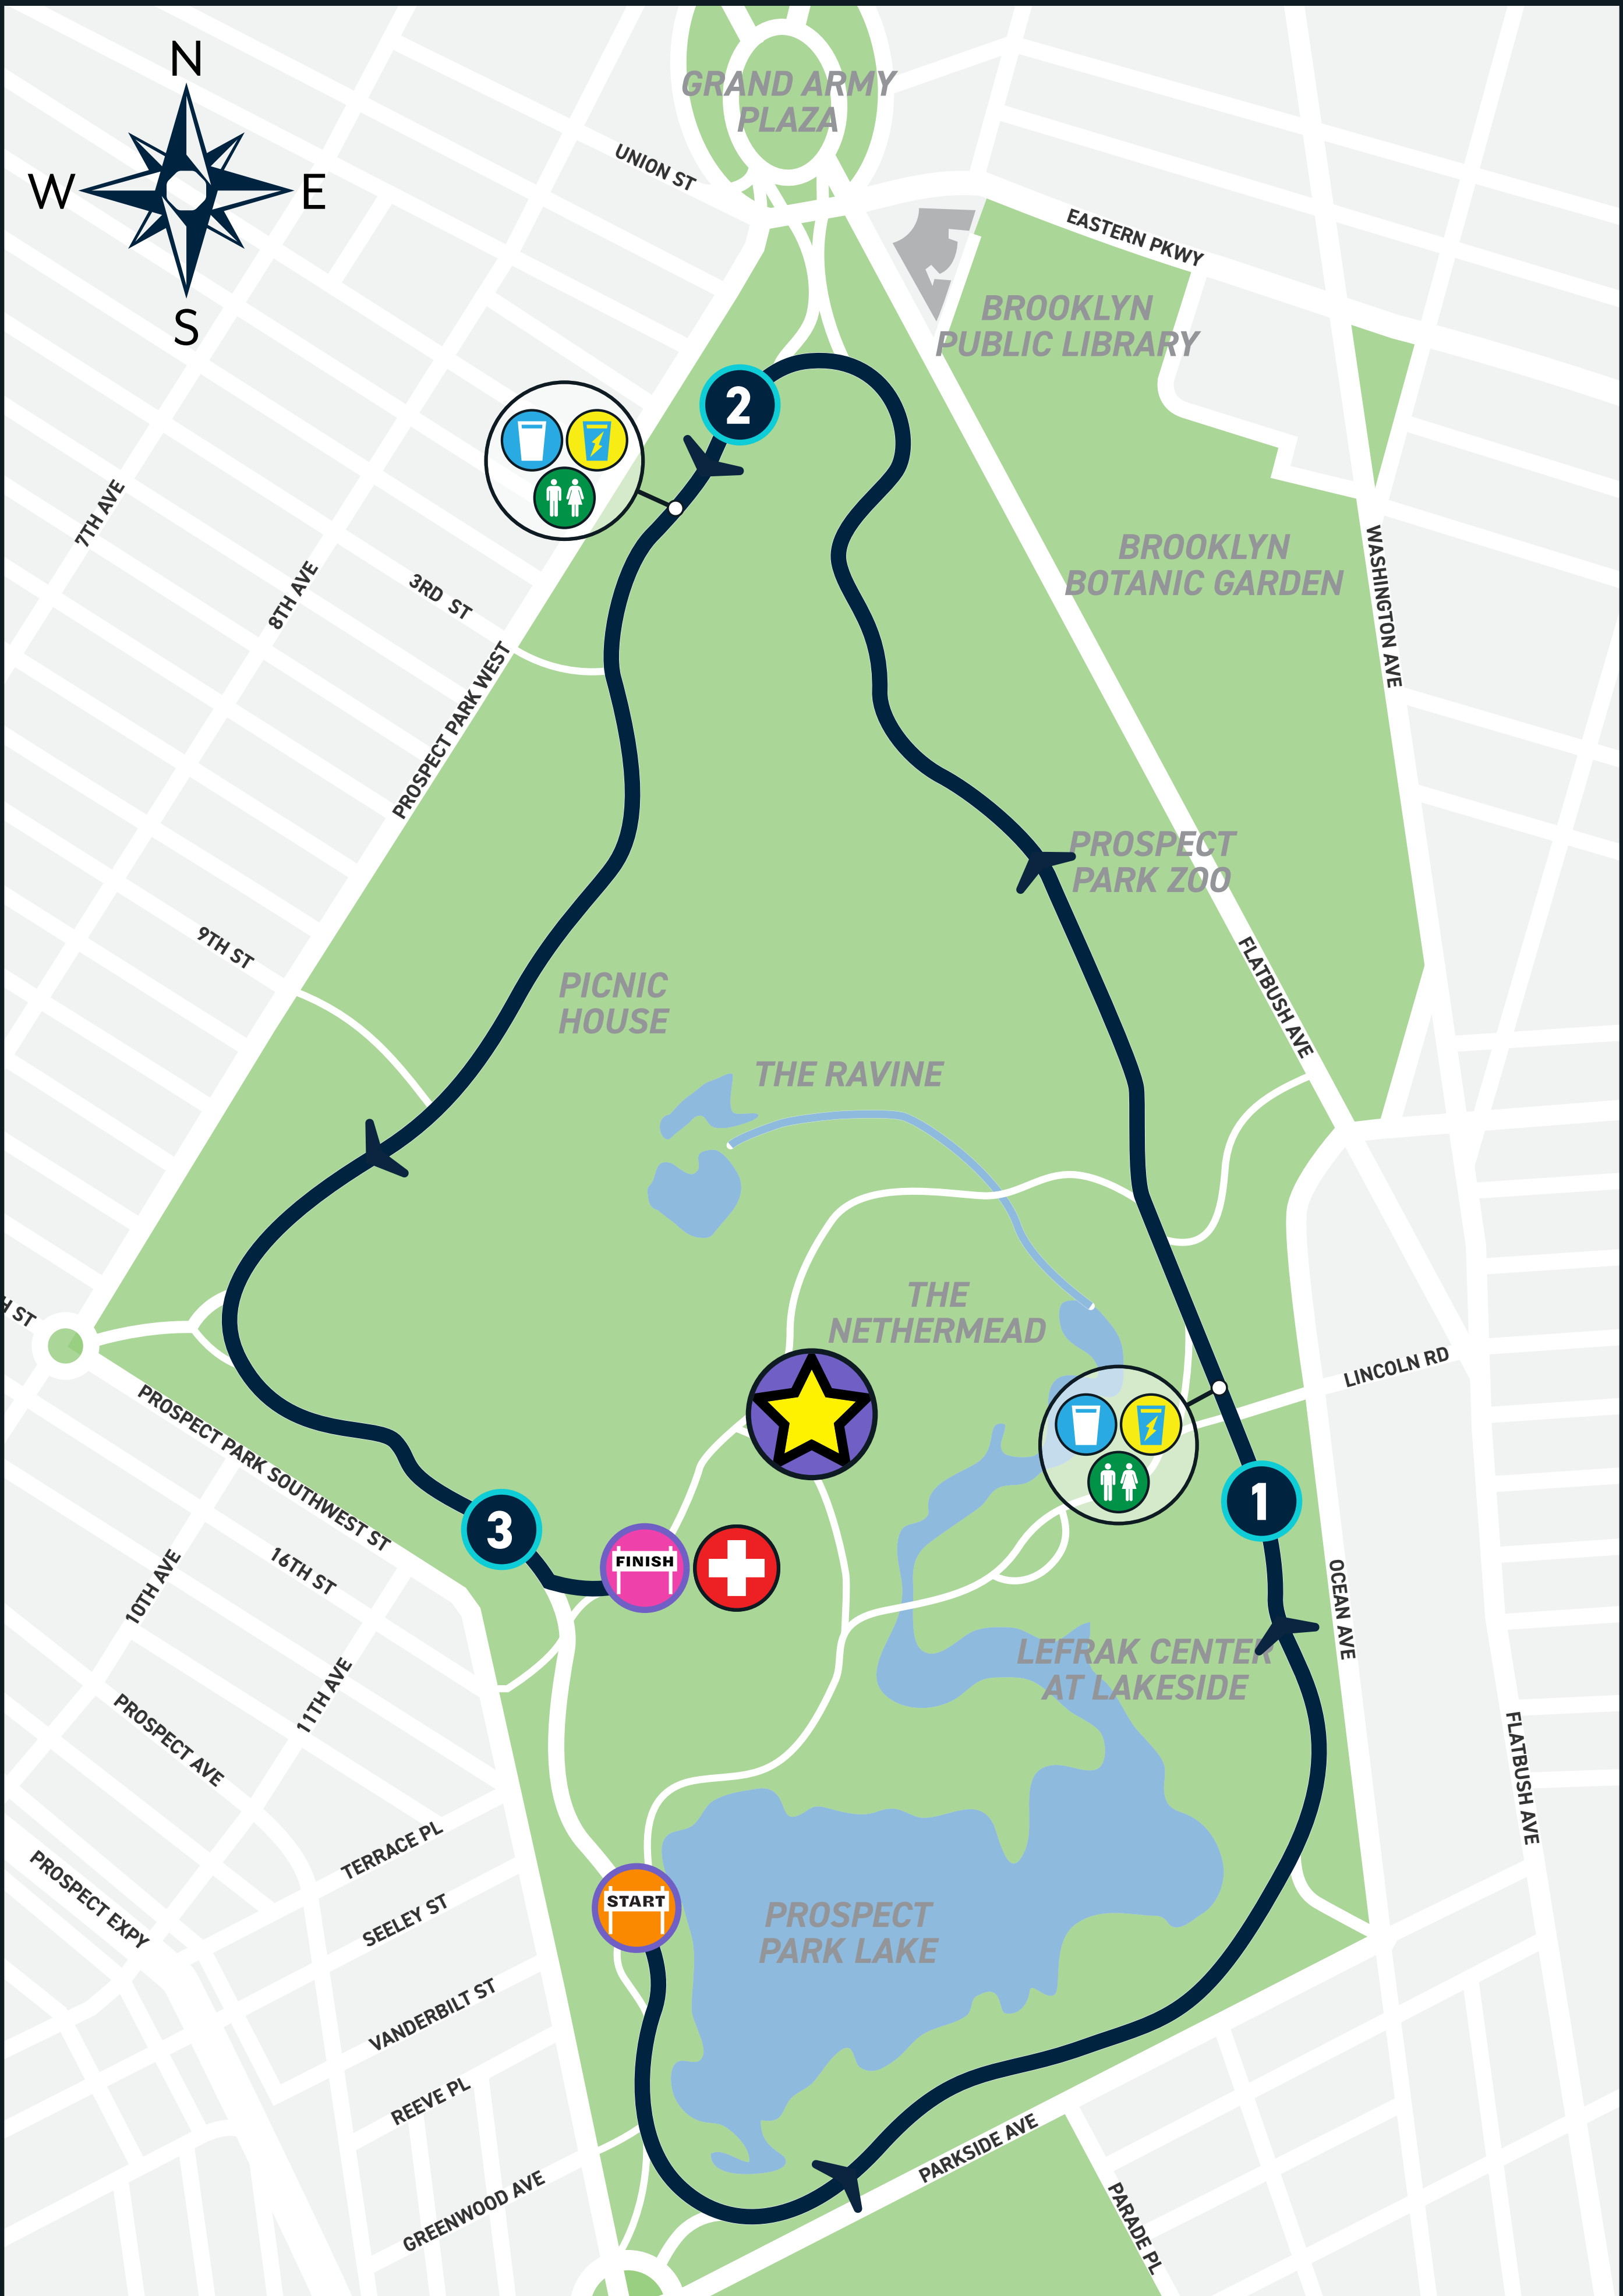 N
W
E
S
GRAND ARMY
PLAZA
UNION ST
EASTERN PKWY
BROOKLYN
PUBLIC LIBRARY
2
7TH AVE
8TH AVE
3RD ST
PROSPECT PARK WEST
BROOKLYN
BOTANIC GARDEN
WASHINGTON AVE
PROSPECT
PARK ZOO
9TH ST
FLATBUSH AVE
PICNIC
HOUSE
THE RAVINE
THE
NETHERMEAD
H ST
LINCOLN RD
PROSPECT PARK SOUTHWEST ST
1
3
FINISH
16TH ST
10TH AVE
OCEAN AVE
LEFRAK CENTER
AT LAKESIDE
11TH AVE
PROSPECT AVE
FLATBUSH AVE
TERRACE PL
PROSPECT EXPY
SEELEY ST
START
PROSPECT
PARK LAKE
VANDERBILT ST
REEVE PL
PARKSIDE AVE
GREENWOOD AVE
PARADE PL